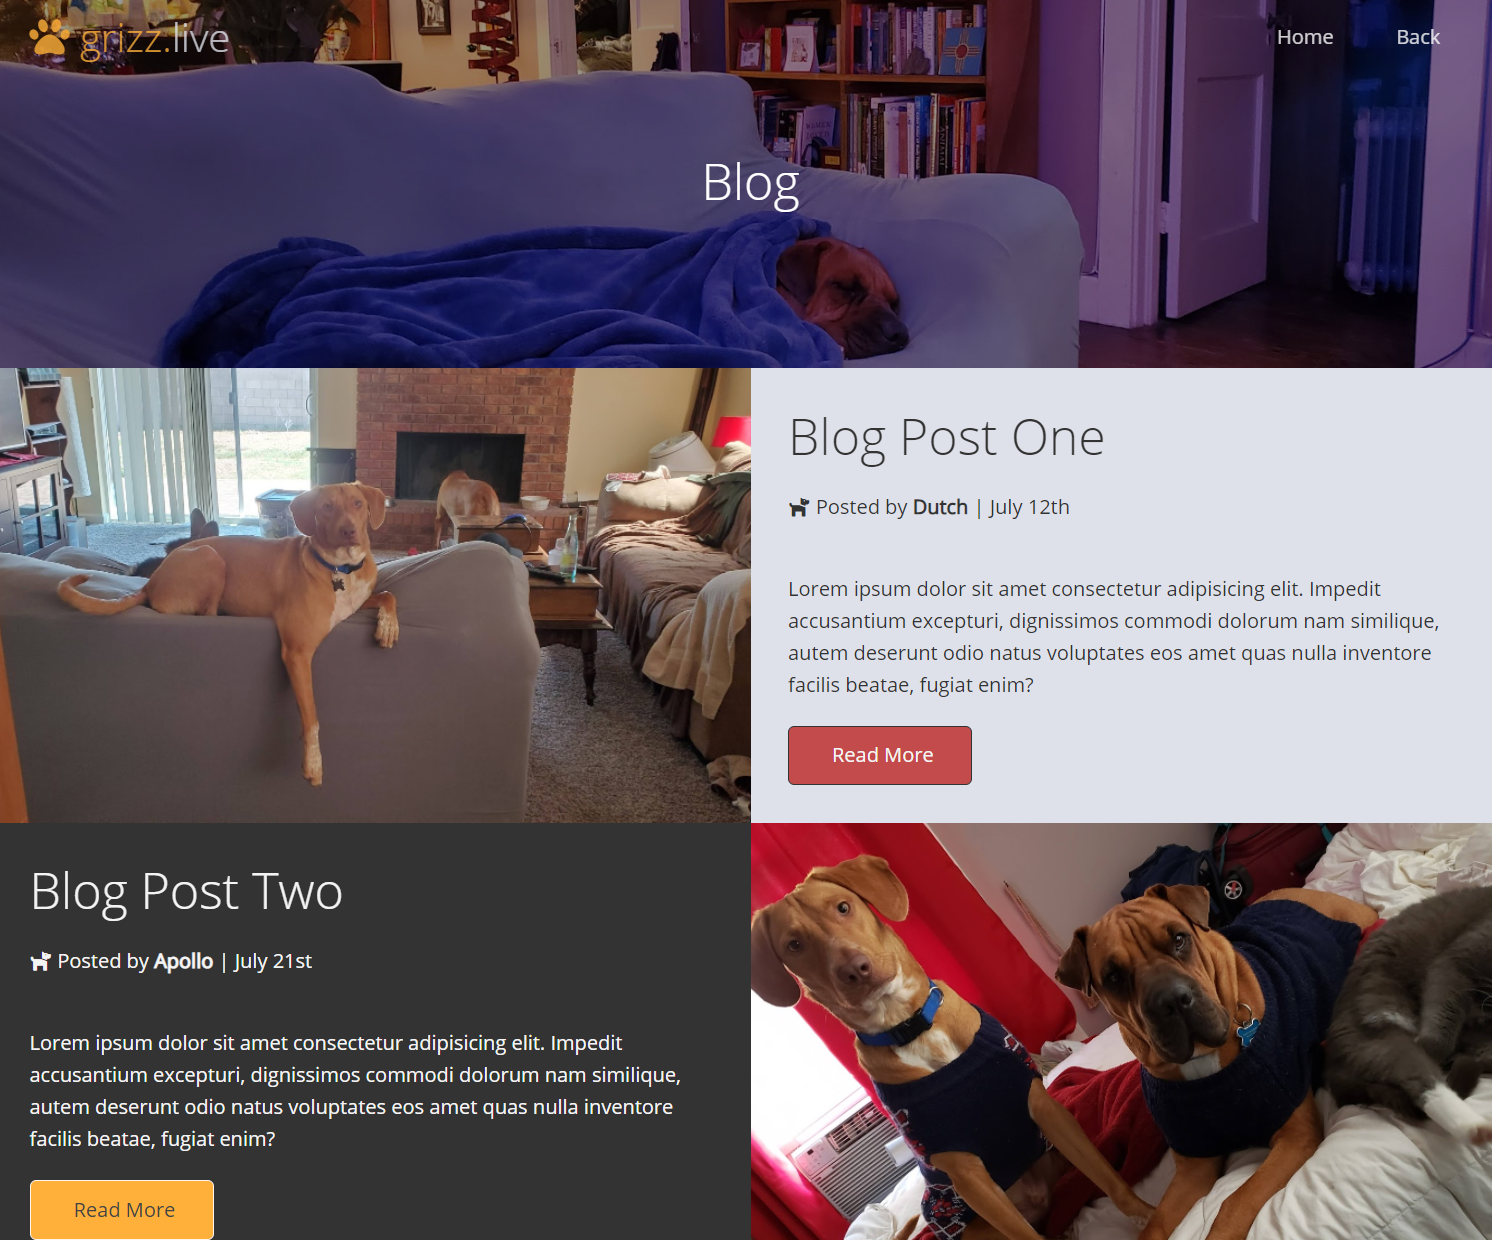 grizz.live
Home
Back
Blog
Blog Post One
Posted by Dutch | July 12th
Lorem ipsum dolor sit amet consectetur adipisicing elit. Impedit
accusantium excepturi, dignissimos commodi dolorum nam similique,
autem deserunt odio natus voluptates eos amet quas nulla inventore
facilis beatae, fugiat enim?
Read More
Blog Post Two
Posted by Apollo | July 21st
Lorem ipsum dolor sit amet consectetur adipisicing elit. Impedit
accusantium excepturi, dignissimos commodi dolorum nam similique,
autem deserunt odio natus voluptates eos amet quas nulla inventore
facilis beatae, fugiat enim?
Read More